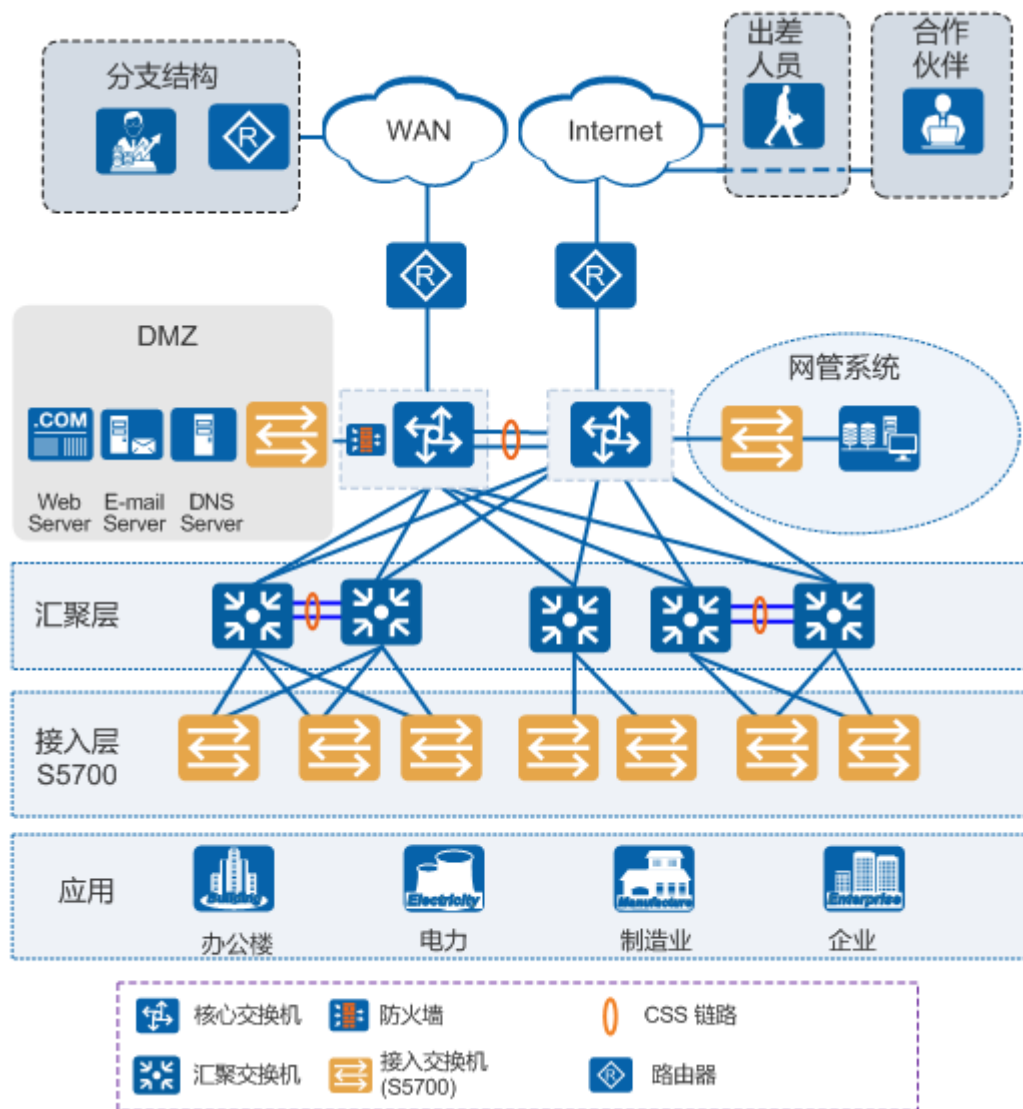 分支结构
R
WAN
Internet
出差
人员
合作
伙伴
R
R
DMZ
.COM
Web
Server
E-mail
Server
DNS
Server
网管系统
汇聚层
接入层
S5700
应用
Building
办公楼
Electricity
电力
Manufacture
制造业
Enterprise
企业
核心交换机
防火墙
CSS 链路
汇聚交换机
接入交换机
(S5700)
R
路由器